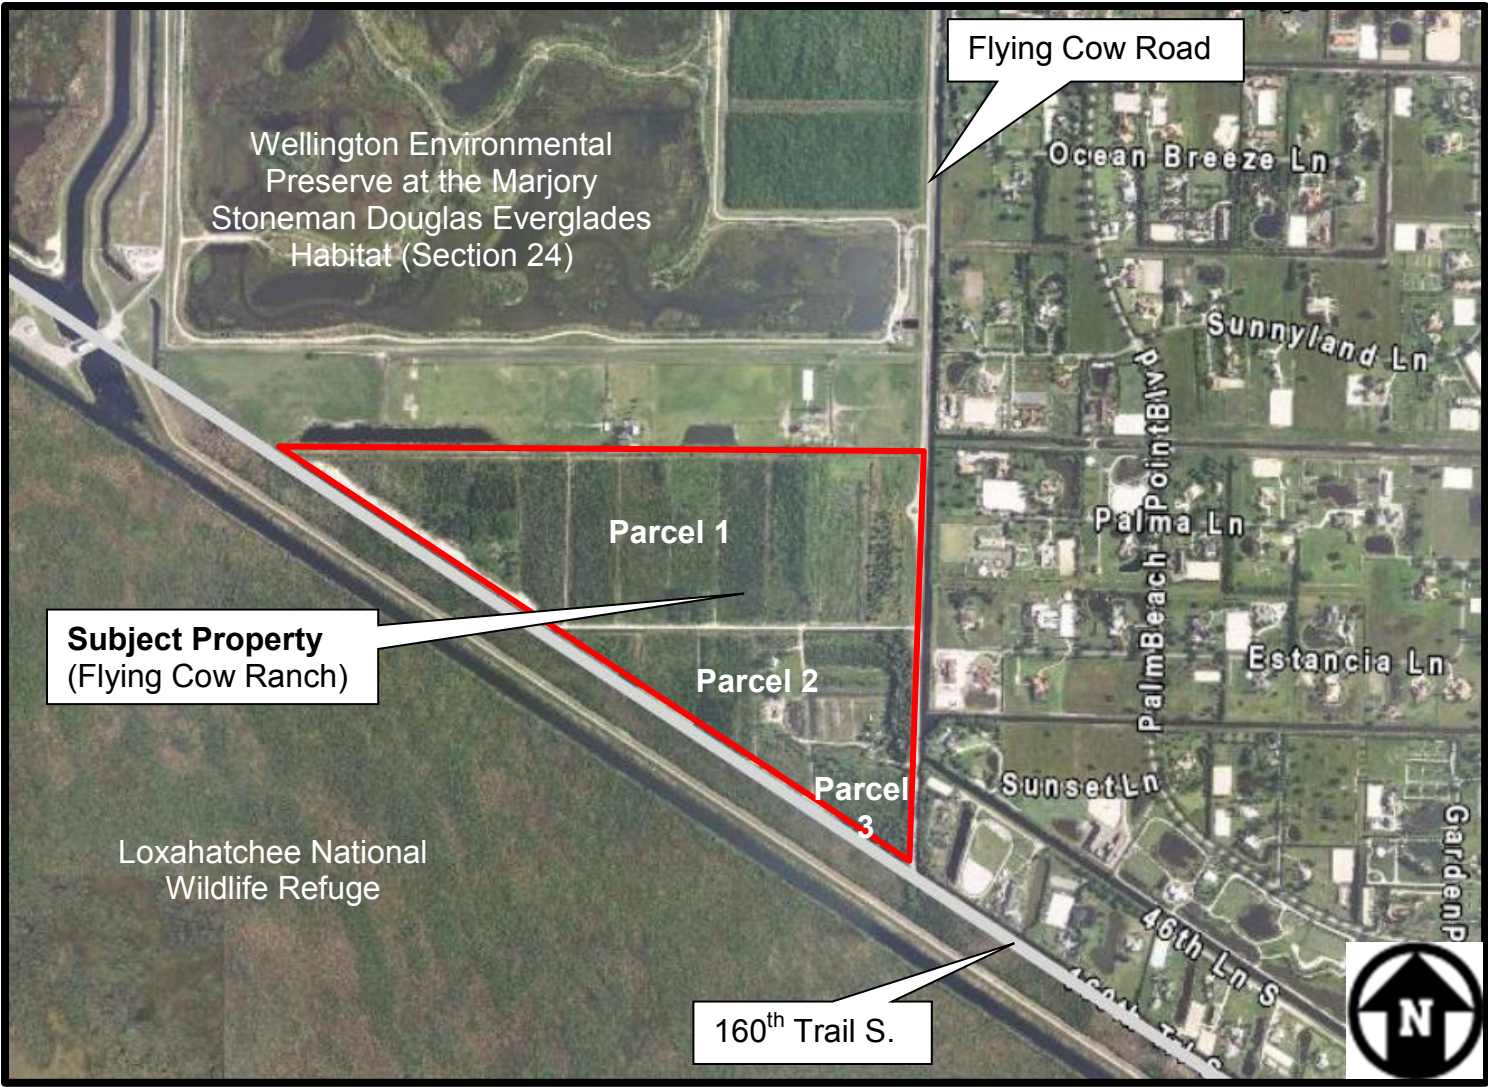 Flying Cow Road
Wellington Environmental
Preserve at the Marjory
Stoneman Douglas Everglades
Habitat (Section 24)
Ocean Breeze Ln
Sunnyland Ln
Palm Beach Point Blvd
Palma Ln
Parcel 1
Subject Property
(Flying Cow Ranch)
Parcel 2
Estancia Ln
Parcel
3
Sunset Ln
Garden P
Loxahatchee National
Wildlife Refuge
46th Ln S
160th Trail S.
N